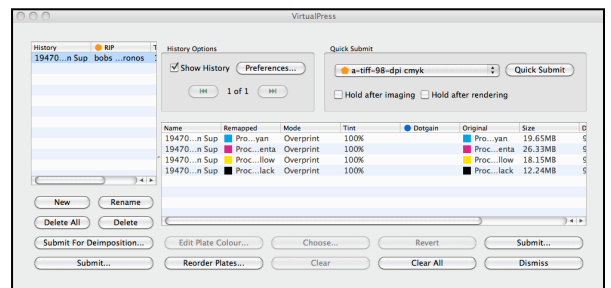 VirtualPress
History RIP T
19470...n Sup bobs ...ronos
History Options
Show History Preferences...
1 of 1
Quick Submit
a-tiff-98-dpi cmyk Quick Submit
Hold after imaging Hold after rendering
Name Remapped Mode Tint Dotgain Original Size D
19470...n Sup Pro...yan Overprint 100% Pro...yan 19.65MB 9
19470...n Sup Proc...enta Overprint 100% Proc...enta 26.33MB 9
19470...n Sup Proc...llow Overprint 100% Proc...llow 18.15MB 9
19470...n Sup Proc...lack Overprint 100% Proc...lack 12.24MB 9
New Rename
Delete All Delete
Submit For Deimposition... Edit Plate Colour... Choose... Revert Submit...
Submit... Reorder Plates... Clear Clear All Dismiss